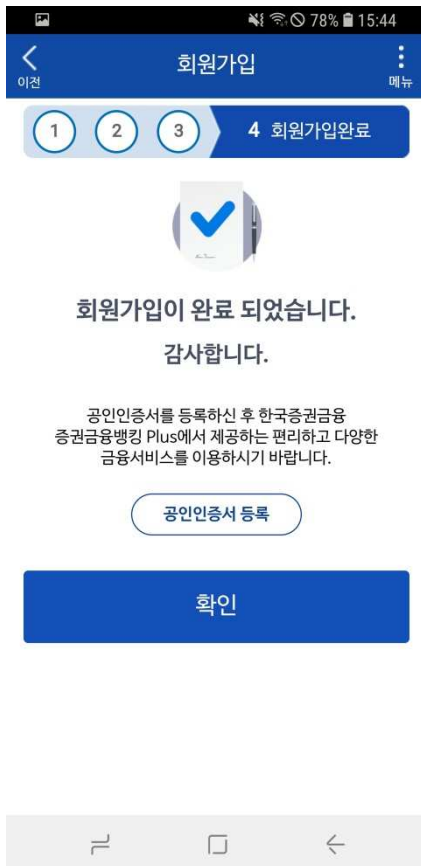 78% 15:44
이전
회원가입
메뉴
1 2 3 4 회원가입완료
회원가입이 완료 되었습니다.
감사합니다.
공인인증서를 등록하신 후 한국증권금융
증권금융뱅킹 Plus에서 제공하는 편리하고 다양한
금융서비스를 이용하시기 바랍니다.
공인인증서 등록
확인